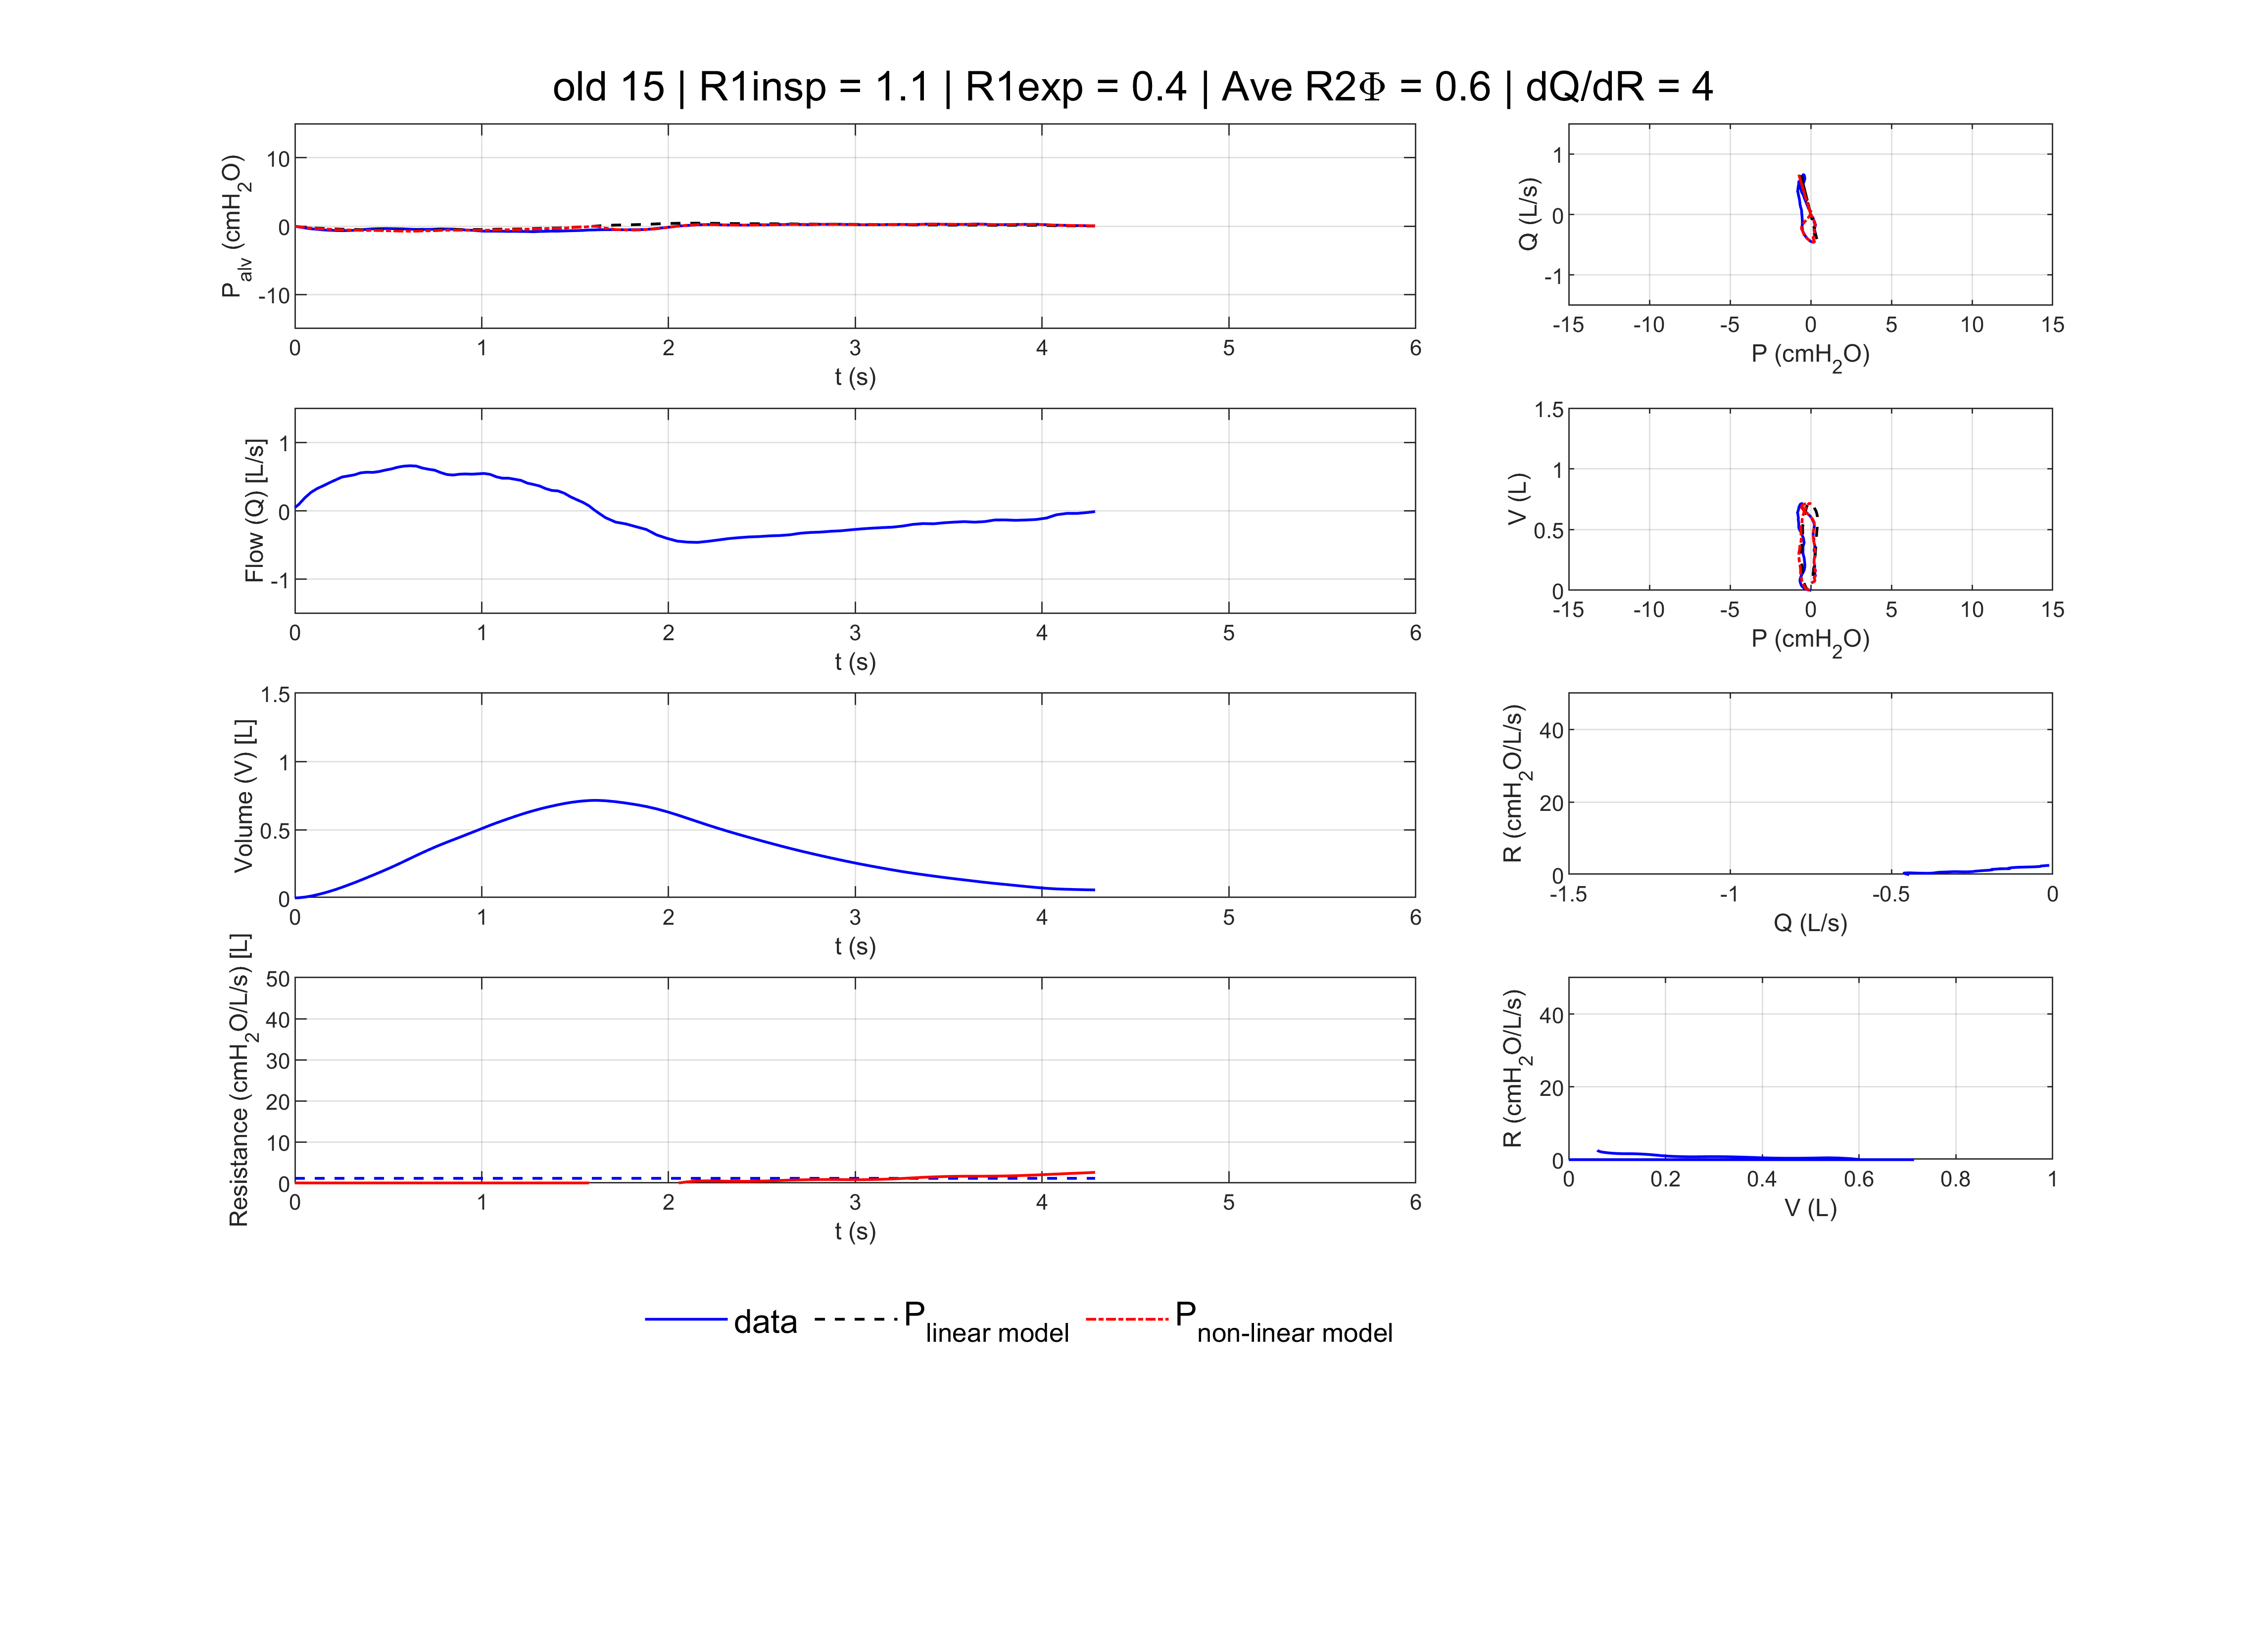 old 15 | R1insp = 1.1 | R1exp = 0.4 | Ave R2Φ = 0.6 | dQ/dR = 4
P_alv (cmH2O)
10
0
-10
0 1 2 3 4 5 6
t (s)
Q (L/s)
1
0
-1
-15 -10 -5 0 5 10 15
P (cmH2O)
Flow (Q) [L/s]
1
0
-1
0 1 2 3 4 5 6
t (s)
V (L)
1.5
1
0.5
0
-15 -10 -5 0 5 10 15
P (cmH2O)
Volume (V) [L]
1.5
1
0.5
0
0 1 2 3 4 5 6
t (s)
R (cmH2O/L/s)
40
20
0
-1.5 -1 -0.5 0
Q (L/s)
Resistance (cmH2O/L/s) [L]
50
40
30
20
10
0
0 1 2 3 4 5 6
t (s)
R (cmH2O/L/s)
40
20
0
0 0.2 0.4 0.6 0.8 1
V (L)
data P_linear model P_non-linear model